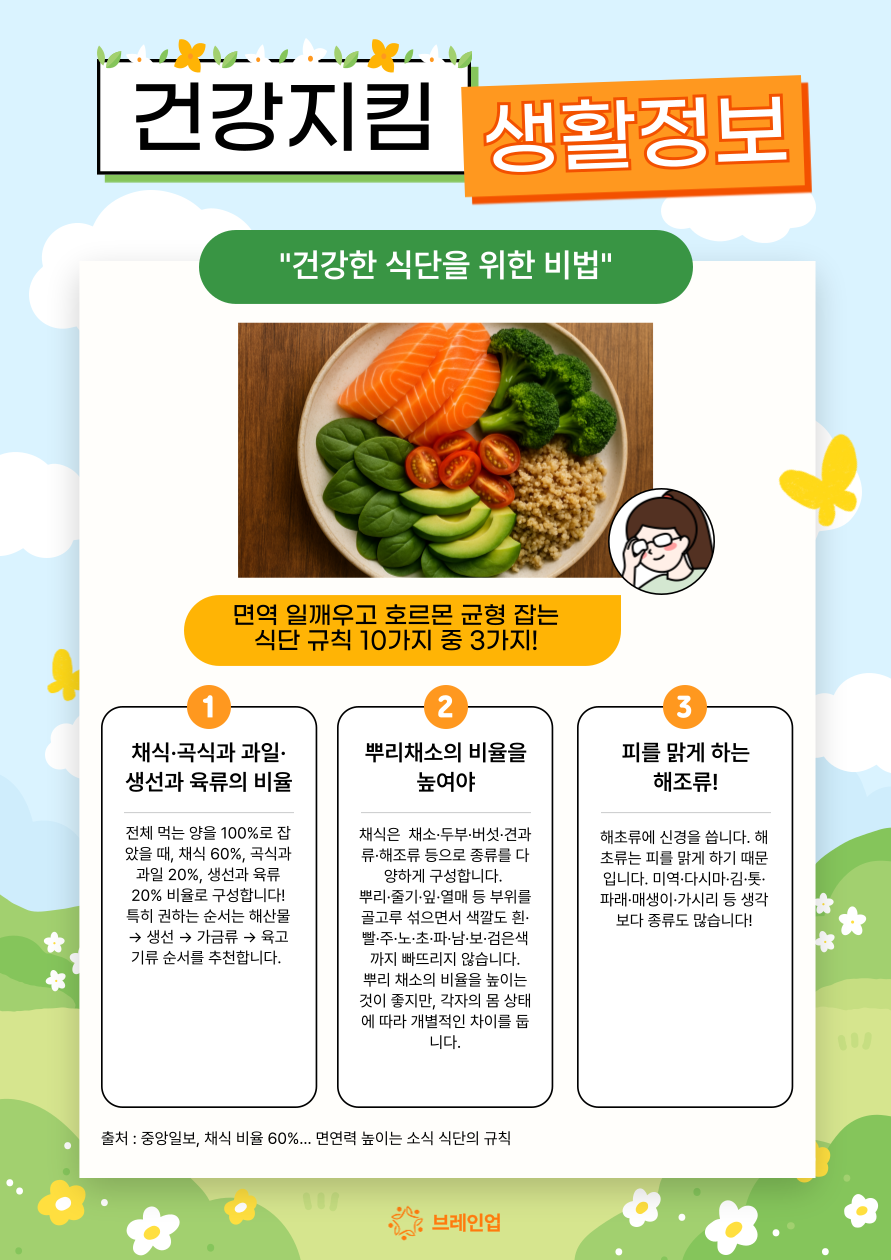 건강지킴
생활정보
"건강한 식단을 위한 비법"
면역 일깨우고 호르몬 균형 잡는
식단 규칙 10가지 중 3가지!
1
채식·곡식과 과일·
생선과 육류의 비율
전체 먹는 양을 100%로 잡
았을 때, 채식 60%, 곡식과
과일 20%, 생선과 육류
20% 비율로 구성합니다!
특히 권하는 순서는 해산물
→ 생선 → 가금류 → 육고
기류 순서를 추천합니다.
2
뿌리채소의 비율을
높여야
채식은 채소·두부·버섯·견과
류·해조류 등으로 종류를 다
양하게 구성합니다.
뿌리·줄기·잎·열매 등 부위를
골고루 섞으면서 색깔도 흰·
빨·주·노·초·파·남·보·검은색
까지 빠뜨리지 않습니다.
뿌리 채소의 비율을 높이는
것이 좋지만, 각자의 몸 상태
에 따라 개별적인 차이를 둡
니다.
3
피를 맑게 하는
해조류!
해초류에 신경을 씁니다. 해
초류는 피를 맑게 하기 때문
입니다. 미역·다시마·김·톳·
파래·매생이·가시리 등 생각
보다 종류도 많습니다!
출처 : 중앙일보, 채식 비율 60%... 면연력 높이는 소식 식단의 규칙
브레인업